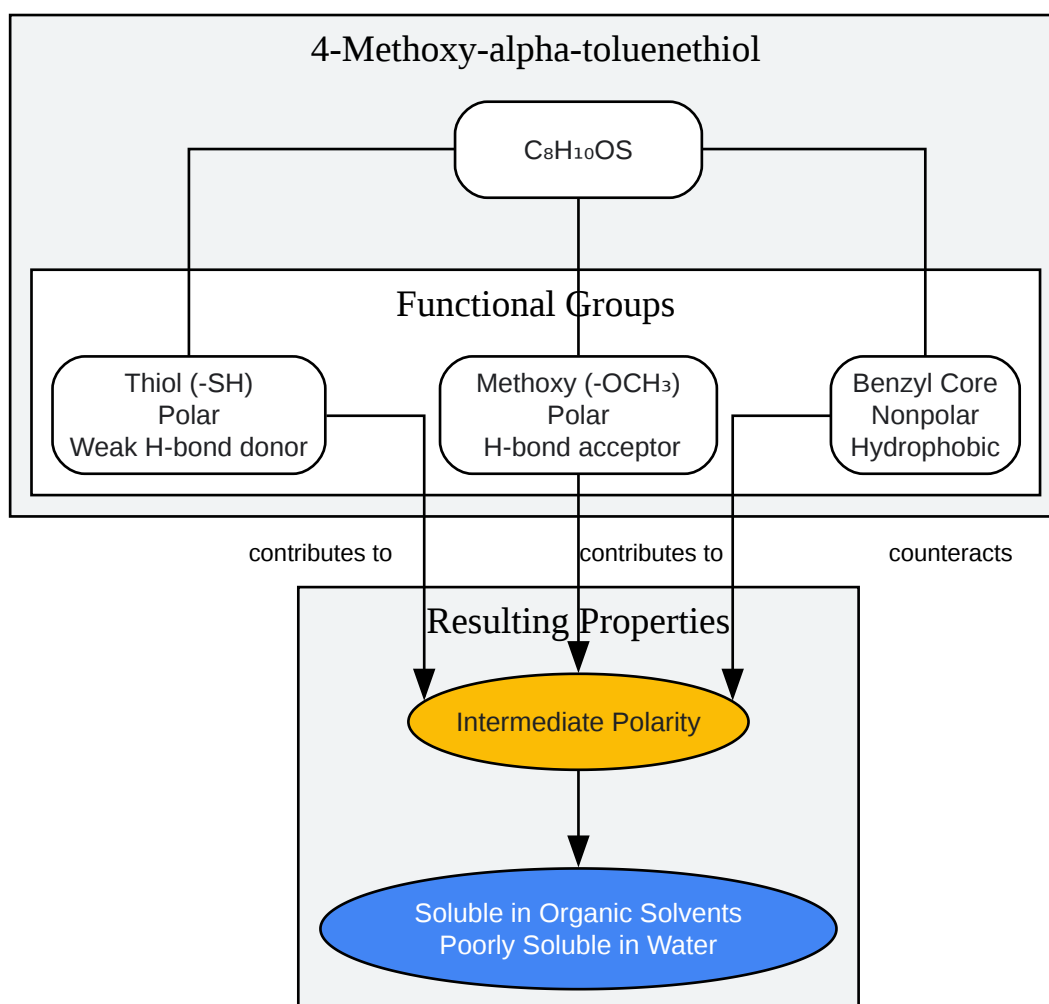 4-Methoxy-alpha-toluenethiol
C₈H₁₀OS
Functional Groups
Thiol (-SH)
Polar
Weak H-bond donor
Methoxy (-OCH₃)
Polar
H-bond acceptor
Benzyl Core
Nonpolar
Hydrophobic
contributes to
contributes to
counteracts
Resulting Properties
Intermediate Polarity
Soluble in Organic Solvents
Poorly Soluble in Water